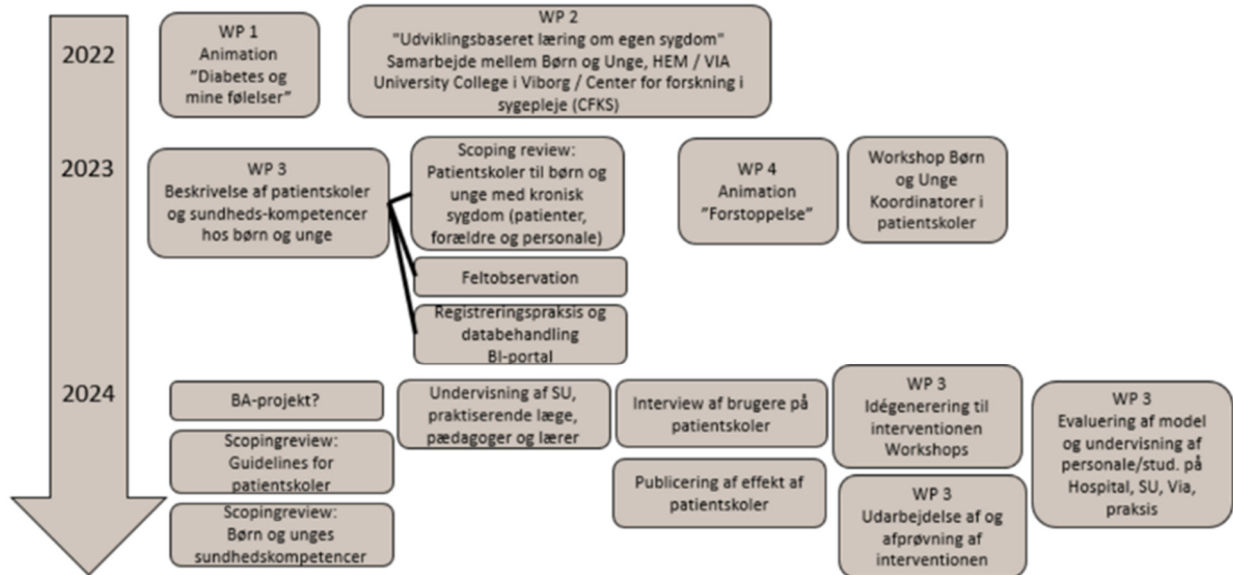 2022
WP 1
Animation
"Diabetes og
mine følelser"
WP 2
"Udviklingsbaseret læring om egen sygdom"
Samarbejde mellem Børn og Unge, HEM / VIA
University College i Viborg / Center for forskning i
sygepleje (CFKS)
2023
WP 3
Beskrivelse af patientskoler
og sundheds-kompetencer
hos børn og unge
Scoping review:
Patientskoler til børn og
unge med kronisk
sygdom (patienter,
forældre og personale)
Feltobservation
Registreringspraksis og
databehandling
BI-portal
WP 4
Animation
"Forstoppelse"
Workshop Børn
og Unge
Koordinatorer i
patientskoler
2024
BA-projekt?
Scopingreview:
Guidelines for
patientskoler
Scopingreview:
Børn og unges
sundhedskompetencer
Undervisning af SU,
praktiserende læge,
pædagoger og lærer
Interview af brugere på
patientskoler
Publicering af effekt af
patientskoler
WP 3
Idégenerering til
interventionen
Workshops
WP 3
Udarbejdelse af og
afprøvning af
interventionen
WP 3
Evaluering af model
og undervisning af
personale/stud. på
Hospital, SU, Via,
praksis